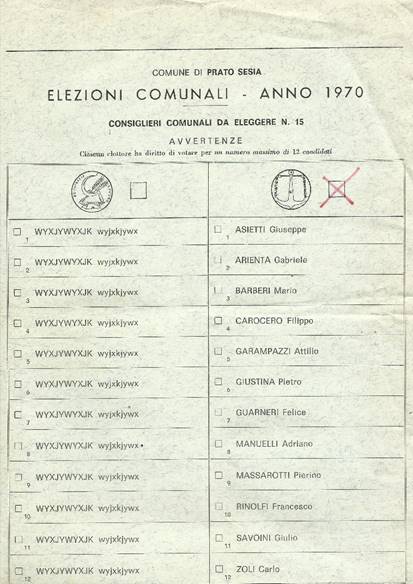 COMUNE DI PRATO SESIA
ELEZIONI COMUNALI - ANNO 1970
CONSIGLIERI COMUNALI DA ELEGGERE N. 15
AVVERTENZE
Ciascun elettore ha diritto di votare per un numero massimo di 12 candidati
1 WYXJYWYXJK wyjxkjywx
2 WYXJYWYXJK wyjxkjywx
3 WYXJYWYXJK wyjxkjywx
4 WYXJYWYXJK wyjxkjywx
5 WYXJYWYXJK wyjxkjywx
6 WYXJYWYXJK wyjxkjywx
7 WYXJYWYXJK wyjxkjywx
8 WYXJYWYXJK wyjxkjywx
9 WYXJYWYXJK wyjxkjywx
10 WYXJYWYXJK wyjxkjywx
11 WYXJYWYXJK wyjxkjywx
12 WYXJYWYXJK wyjxkjywx
1 ASIETTI Giuseppe
2 ARIENTA Gabriele
3 BARBERI Mario
4 CAROCERO Filippo
5 GARAMPAZZI Attilio
6 GIUSTINA Pietro
7 GUARNERI Felice
8 MANUELLI Adriano
9 MASSAROTTI Pierino
10 RINOLFI Francesco
11 SAVOINI Giulio
12 ZOLI Carlo